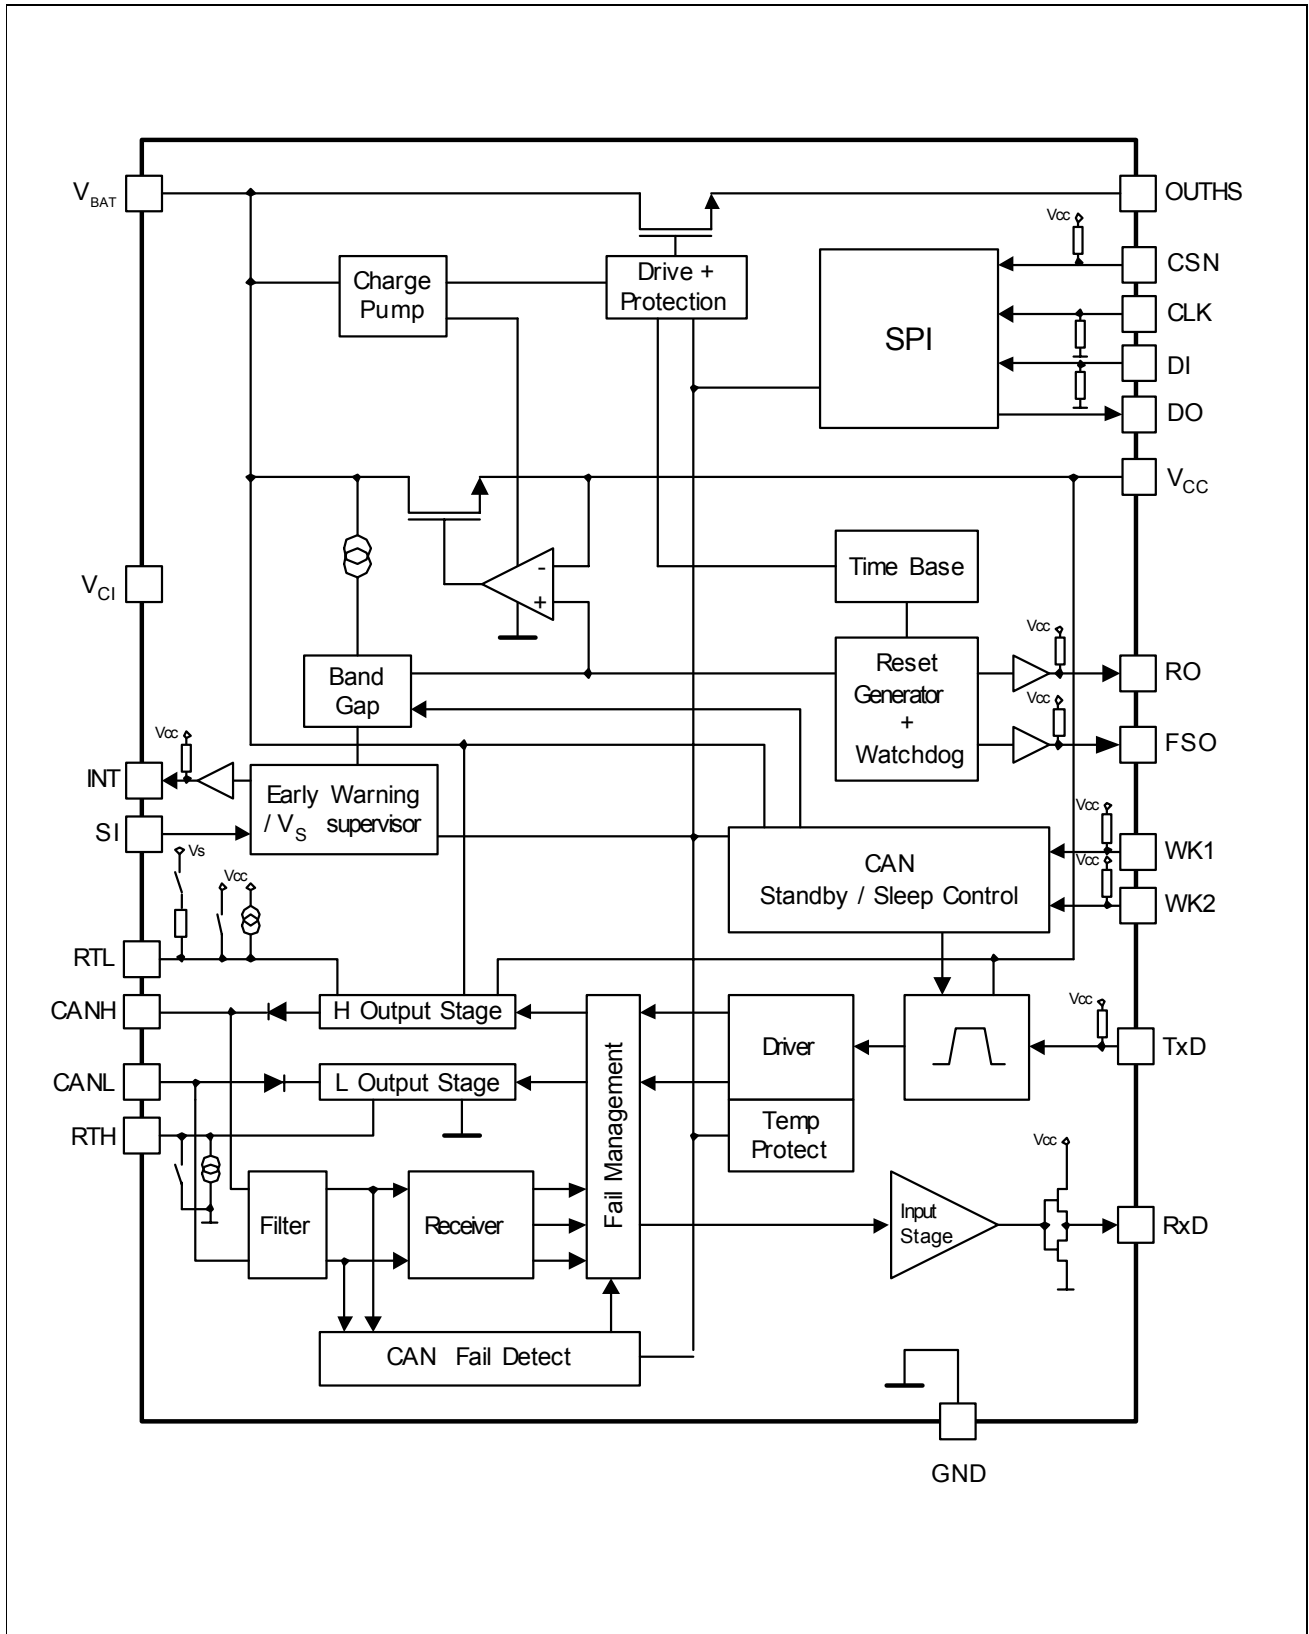 V_BAT
OUTHS
Vcc
CSN
Charge
Pump
Drive +
Protection
SPI
CLK
DI
DO
V_CC
Time Base
-
+
V_CI
Vcc
Reset
Generator
+
Watchdog
RO
Band
Gap
Vcc
FSO
Vcc
INT
Early Warning
/ V_S supervisor
SI
Vcc
WK1
CAN
Standby / Sleep Control
Vcc
WK2
Vs
Vcc
RTL
CANH
H Output Stage
Fail Management
Driver
Vcc
TxD
CANL
L Output Stage
RTH
Temp
Protect
Vcc
Filter
Receiver
Input
Stage
RxD
CAN Fail Detect
GND